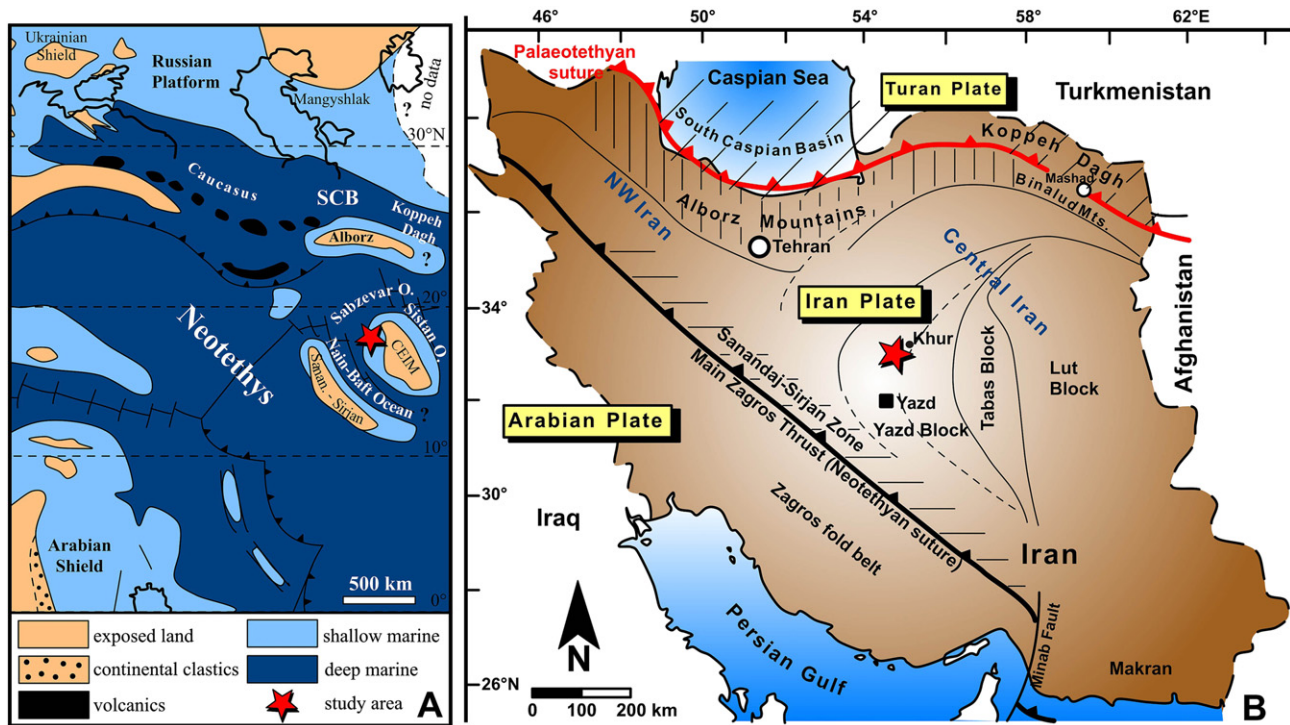 Ukrainian
Shield
Russian
Platform
Mangyshlak
no data
?
30°N
Caucasus
SCB
Koppeh
Dagh
Alborz
?
20°
Sabzevar O.
Sistan O.
Neotethys
CEIM
Nain-Baft Ocean
Sanan. - Sirjan
?
10°
Arabian
Shield
500 km
0°
exposed land
shallow marine
continental clastics
deep marine
volcanics
study area
A
46°
50°
54°
58°
62°E
Palaeotethyan
suture
Caspian Sea
Turan Plate
Turkmenistan
South Caspian Basin
Koppeh Dagh
Mashad
Binalud Mts.
NW Iran
Alborz Mountains
Tehran
Central Iran
Afghanistan
34°
Iran Plate
Khur
Sanandaj-Sirjan Zone
Main Zagros Thrust (Neotethyan suture)
Tabas Block
Lut
Block
Yazd
Yazd Block
Arabian Plate
30°
Iraq
Zagros fold belt
Iran
N
Persian Gulf
Minab Fault
Makran
26°N
0 100 200 km
B